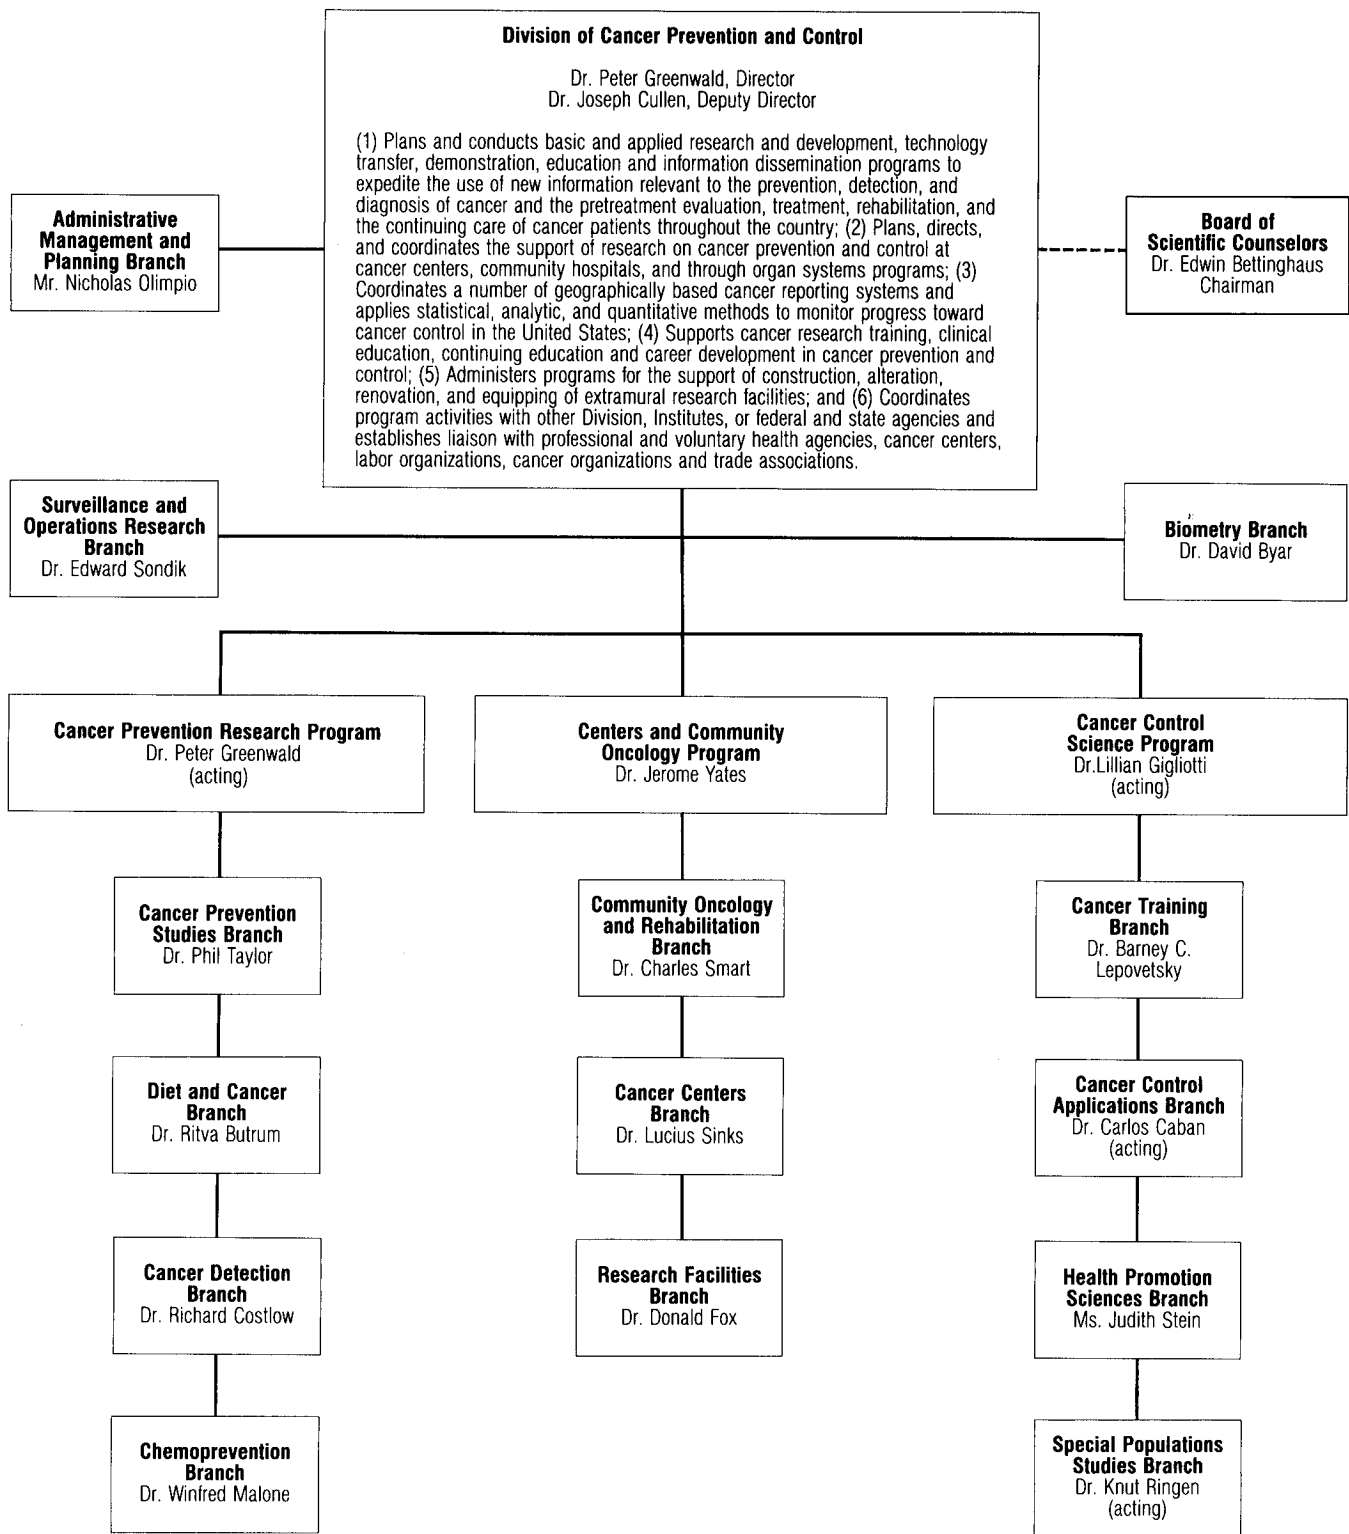 Division of Cancer Prevention and Control
Dr. Peter Greenwald, Director
Dr. Joseph Cullen, Deputy Director
(1) Plans and conducts basic and applied research and development, technology
transfer, demonstration, education and information dissemination programs to
expedite the use of new information relevant to the prevention, detection, and
diagnosis of cancer and the pretreatment evaluation, treatment, rehabilitation, and
the continuing care of cancer patients throughout the country; (2) Plans, directs,
and coordinates the support of research on cancer prevention and control at
cancer centers, community hospitals, and through organ systems programs; (3)
Coordinates a number of geographically based cancer reporting systems and
applies statistical, analytic, and quantitative methods to monitor progress toward
cancer control in the United States; (4) Supports cancer research training, clinical
education, continuing education and career development in cancer prevention and
control; (5) Administers programs for the support of construction, alteration,
renovation, and equipping of extramural research facilities; and (6) Coordinates
program activities with other Division, Institutes, or federal and state agencies and
establishes liaison with professional and voluntary health agencies, cancer centers,
labor organizations, cancer organizations and trade associations.
Administrative
Management and
Planning Branch
Mr. Nicholas Olimpio
Board of
Scientific Counselors
Dr. Edwin Bettinghaus
Chairman
Surveillance and
Operations Research
Branch
Dr. Edward Sondik
Biometry Branch
Dr. David Byar
Cancer Prevention Research Program
Dr. Peter Greenwald
(acting)
Centers and Community
Oncology Program
Dr. Jerome Yates
Cancer Control
Science Program
Dr.Lillian Gigliotti
(acting)
Cancer Prevention
Studies Branch
Dr. Phil Taylor
Community Oncology
and Rehabilitation
Branch
Dr. Charles Smart
Cancer Training
Branch
Dr. Barney C.
Lepovetsky
Diet and Cancer
Branch
Dr. Ritva Butrum
Cancer Centers
Branch
Dr. Lucius Sinks
Cancer Control
Applications Branch
Dr. Carlos Caban
(acting)
Cancer Detection
Branch
Dr. Richard Costlow
Research Facilities
Branch
Dr. Donald Fox
Health Promotion
Sciences Branch
Ms. Judith Stein
Chemoprevention
Branch
Dr. Winfred Malone
Special Populations
Studies Branch
Dr. Knut Ringen
(acting)